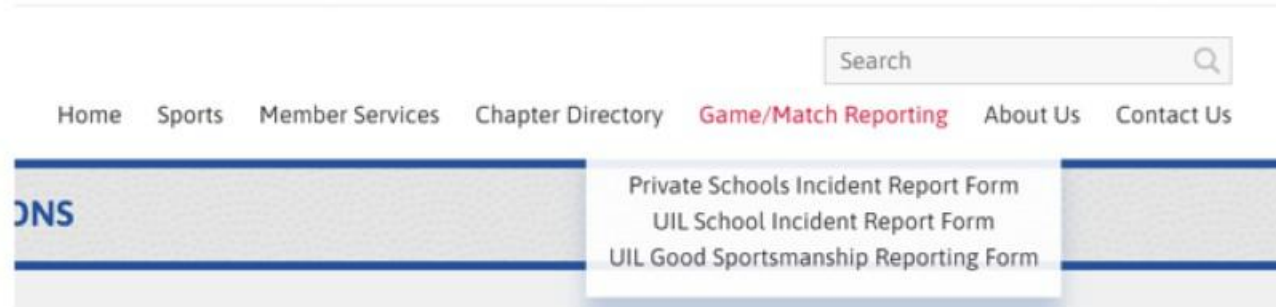 Search
Home Sports Member Services Chapter Directory Game/Match Reporting About Us Contact Us
Private Schools Incident Report Form
ONS
UIL School Incident Report Form
UIL Good Sportsmanship Reporting Form